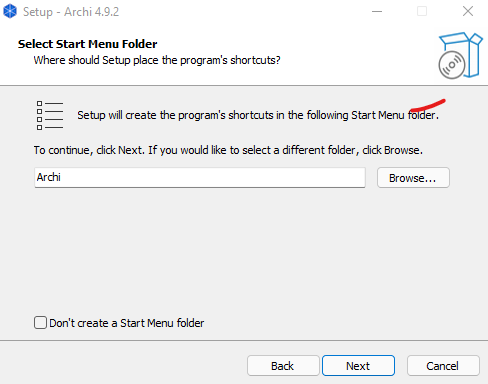 Setup - Archi 4.9.2
Select Start Menu Folder
Where should Setup place the program's shortcuts?
Setup will create the program's shortcuts in the following Start Menu folder.
To continue, click Next. If you would like to select a different folder, click Browse.
Archi
Browse...
Don't create a Start Menu folder
Back
Next
Cancel